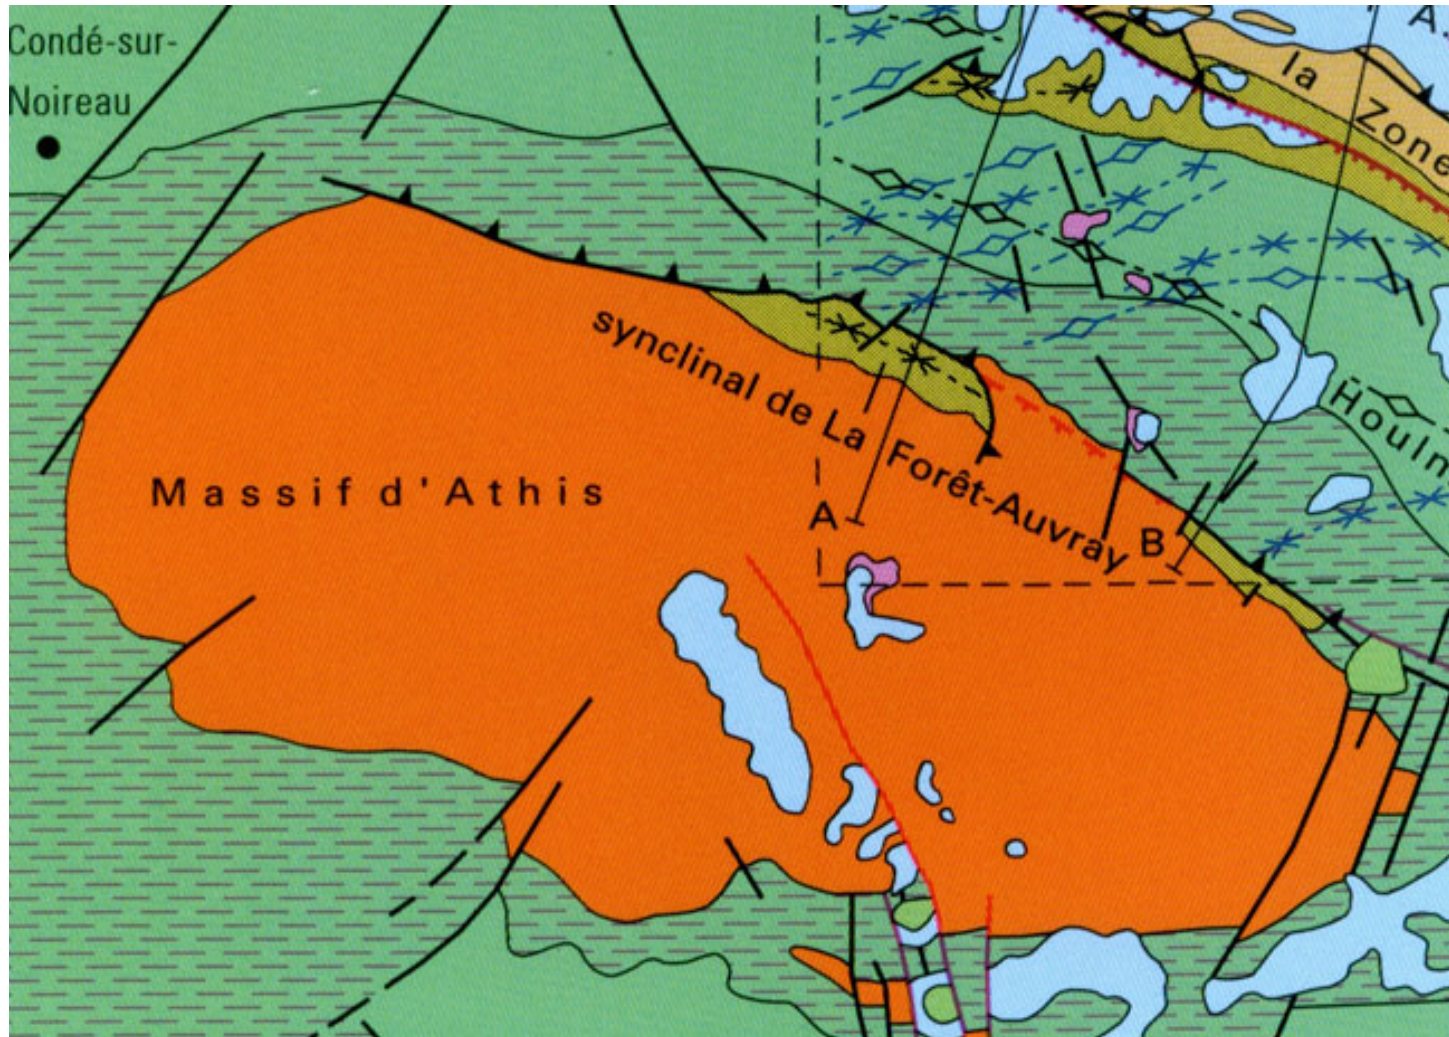 Condé-sur-
Noireau
A.
la Zone
synclinal de La Forêt-Auvray
Houlm
Massif d'Athis
A
B